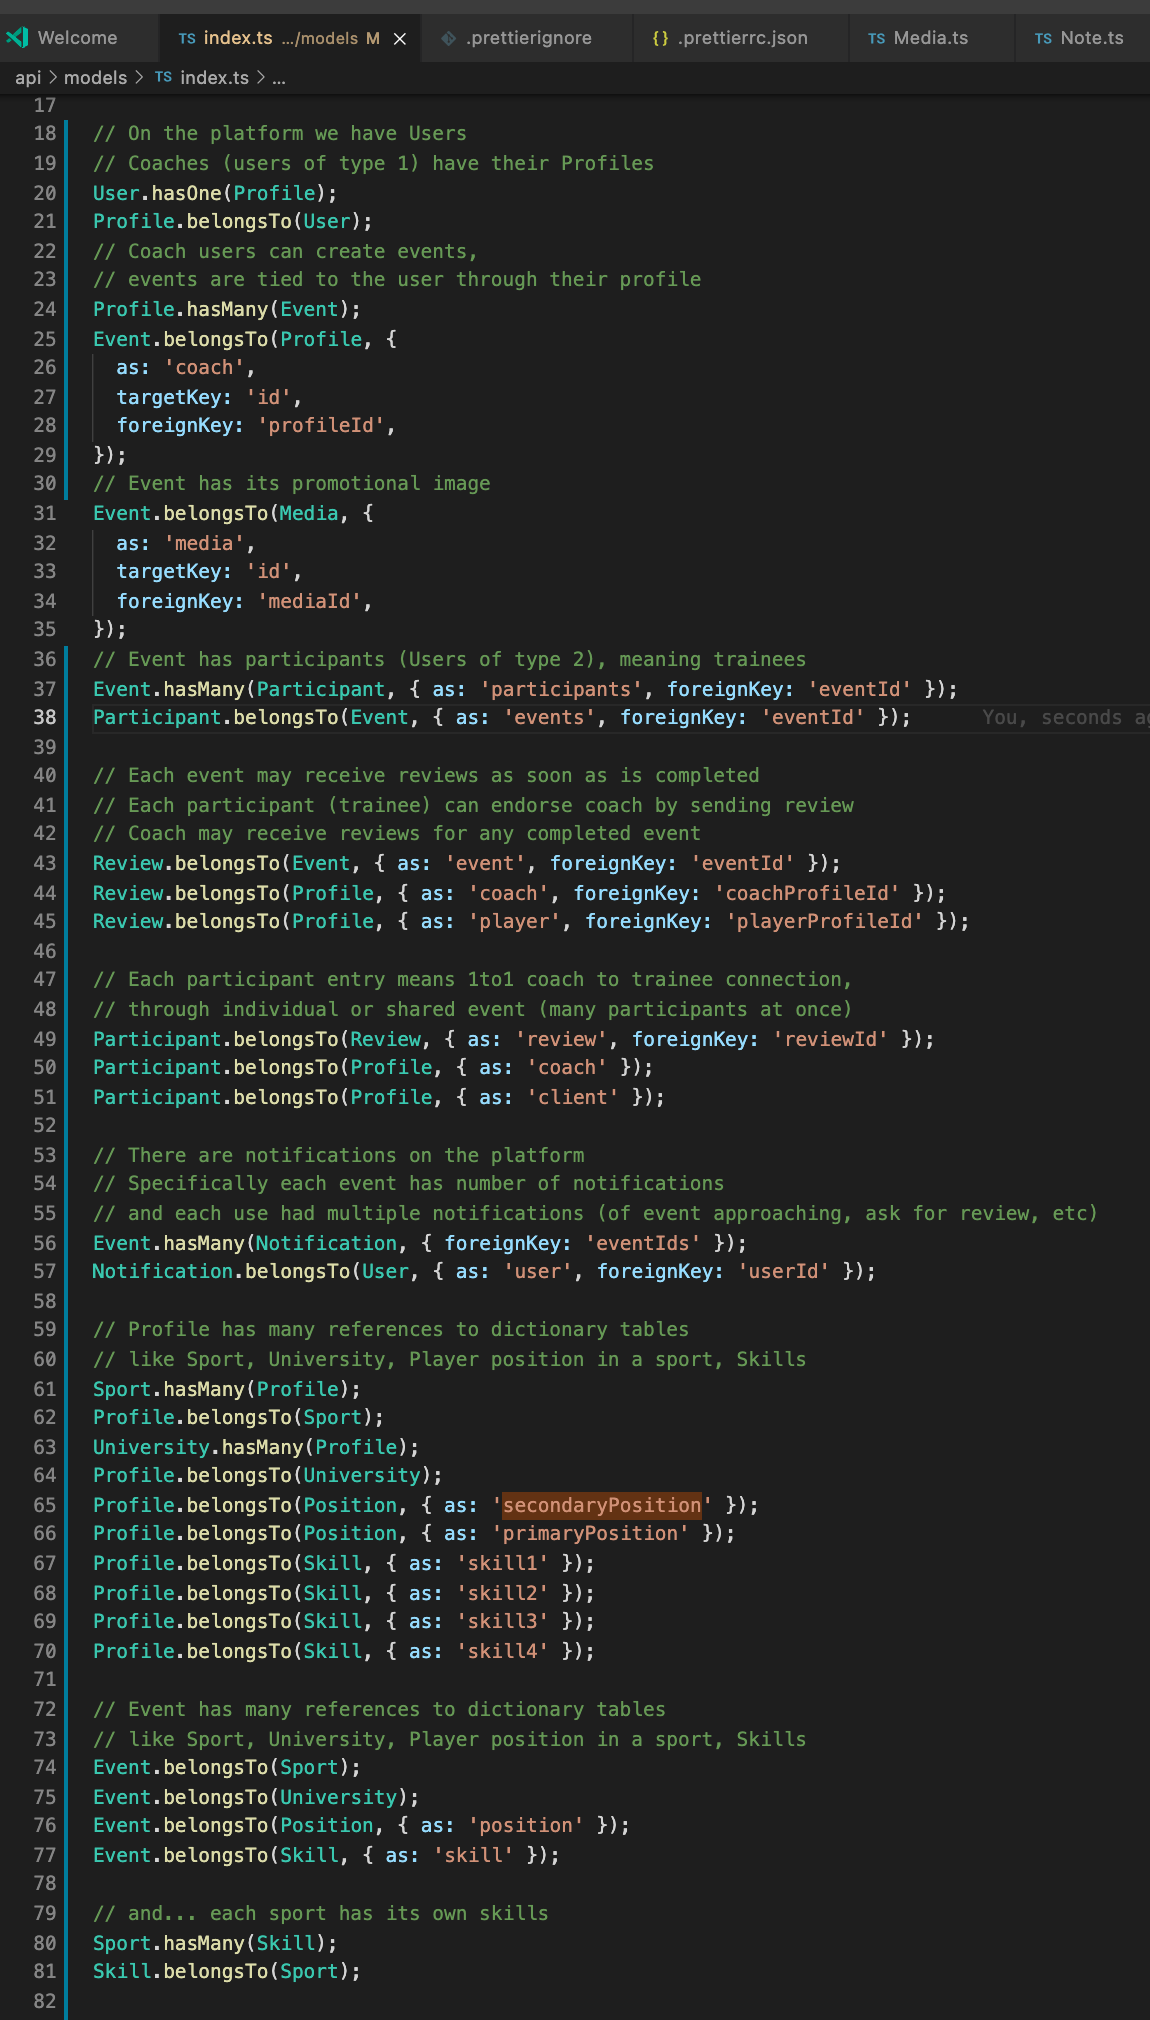 Welcome
TS index.ts .../models M
.prettierignore
{} .prettierrc.json
TS Media.ts
TS Note.ts
api > models > TS index.ts > ...
17
18 // On the platform we have Users
19 // Coaches (users of type 1) have their Profiles
20 User.hasOne(Profile);
21 Profile.belongsTo(User);
22 // Coach users can create events,
23 // events are tied to the user through their profile
24 Profile.hasMany(Event);
25 Event.belongsTo(Profile, {
26   as: 'coach',
27   targetKey: 'id',
28   foreignKey: 'profileId',
29 });
30 // Event has its promotional image
31 Event.belongsTo(Media, {
32   as: 'media',
33   targetKey: 'id',
34   foreignKey: 'mediaId',
35 });
36 // Event has participants (Users of type 2), meaning trainees
37 Event.hasMany(Participant, { as: 'participants', foreignKey: 'eventId' });
38 Participant.belongsTo(Event, { as: 'events', foreignKey: 'eventId' }); You, seconds a
39
40 // Each event may receive reviews as soon as is completed
41 // Each participant (trainee) can endorse coach by sending review
42 // Coach may receive reviews for any completed event
43 Review.belongsTo(Event, { as: 'event', foreignKey: 'eventId' });
44 Review.belongsTo(Profile, { as: 'coach', foreignKey: 'coachProfileId' });
45 Review.belongsTo(Profile, { as: 'player', foreignKey: 'playerProfileId' });
46
47 // Each participant entry means 1to1 coach to trainee connection,
48 // through individual or shared event (many participants at once)
49 Participant.belongsTo(Review, { as: 'review', foreignKey: 'reviewId' });
50 Participant.belongsTo(Profile, { as: 'coach' });
51 Participant.belongsTo(Profile, { as: 'client' });
52
53 // There are notifications on the platform
54 // Specifically each event has number of notifications
55 // and each use had multiple notifications (of event approaching, ask for review, etc)
56 Event.hasMany(Notification, { foreignKey: 'eventIds' });
57 Notification.belongsTo(User, { as: 'user', foreignKey: 'userId' });
58
59 // Profile has many references to dictionary tables
60 // like Sport, University, Player position in a sport, Skills
61 Sport.hasMany(Profile);
62 Profile.belongsTo(Sport);
63 University.hasMany(Profile);
64 Profile.belongsTo(University);
65 Profile.belongsTo(Position, { as: 'secondaryPosition' });
66 Profile.belongsTo(Position, { as: 'primaryPosition' });
67 Profile.belongsTo(Skill, { as: 'skill1' });
68 Profile.belongsTo(Skill, { as: 'skill2' });
69 Profile.belongsTo(Skill, { as: 'skill3' });
70 Profile.belongsTo(Skill, { as: 'skill4' });
71
72 // Event has many references to dictionary tables
73 // like Sport, University, Player position in a sport, Skills
74 Event.belongsTo(Sport);
75 Event.belongsTo(University);
76 Event.belongsTo(Position, { as: 'position' });
77 Event.belongsTo(Skill, { as: 'skill' });
78
79 // and... each sport has its own skills
80 Sport.hasMany(Skill);
81 Skill.belongsTo(Sport);
82